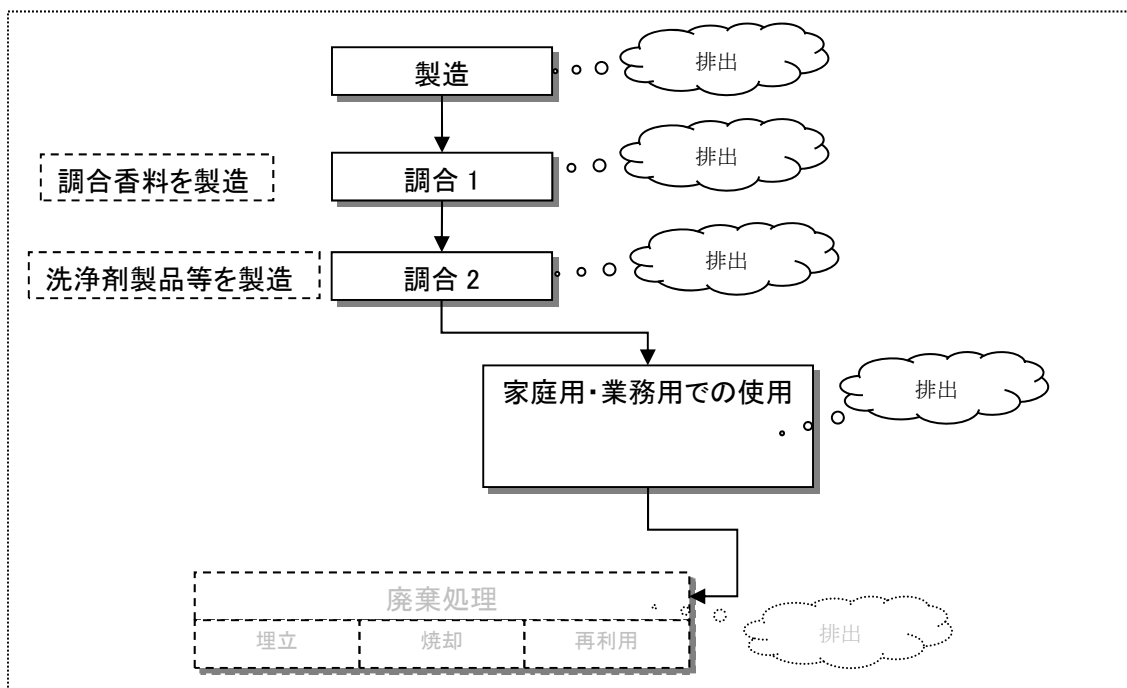 製造
排出
調合香料を製造
調合 1
排出
洗浄剤製品等を製造
調合 2
排出
家庭用・業務用での使用
排出
廃棄処理
埋立
焼却
再利用
排出